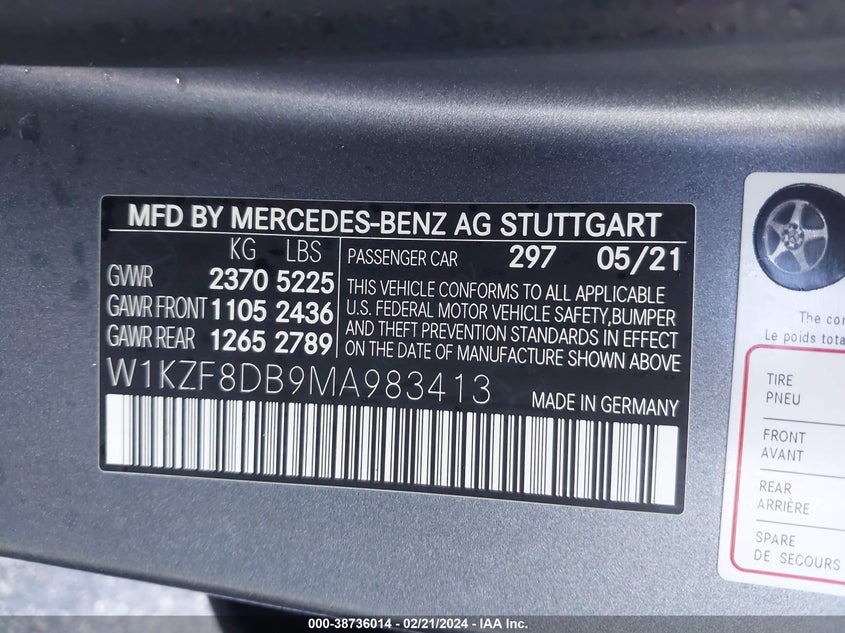 MFD BY MERCEDES-BENZ AG STUTTGART
KG LBS
GVWR 2370 5225
GAWR FRONT 1105 2436
GAWR REAR 1265 2789
PASSENGER CAR 297 05/21
THIS VEHICLE CONFORMS TO ALL APPLICABLE
U.S. FEDERAL MOTOR VEHICLE SAFETY, BUMPER
AND THEFT PREVENTION STANDARDS IN EFFECT
ON THE DATE OF MANUFACTURE SHOWN ABOVE
W1KZF8DB9MA983413
MADE IN GERMANY
The
Le poids
TIRE
PNEU
FRONT
AVANT
REAR
ARRIÈRE
SPARE
DE SECOURS
000-38736014 - 02/21/2024 - IAA Inc.